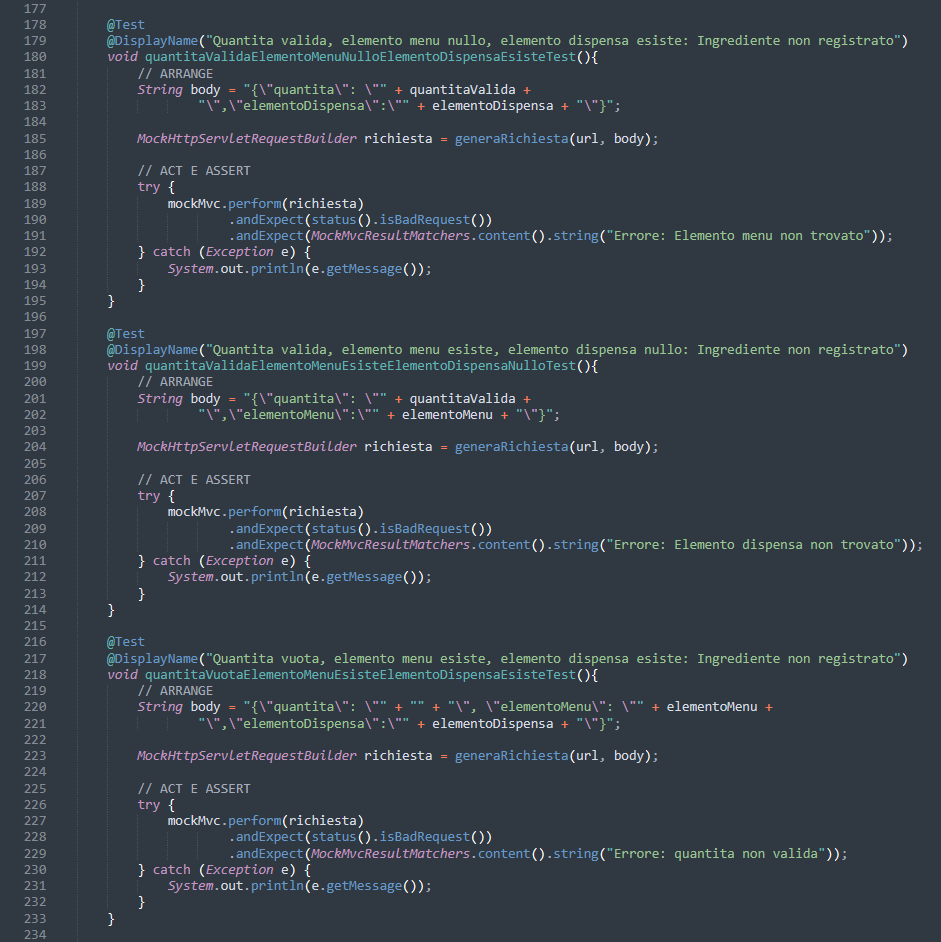 177
178 @Test
179 @DisplayName("Quantita valida, elemento menu nullo, elemento dispensa esiste: Ingrediente non registrato")
180 void quantitaValidaElementoMenuNulloElementoDispensaEsisteTest(){
181 // ARRANGE
182 String body = "{\"quantita\": \"" + quantitaValida +
183 "\",\"elementoDispensa\":\"" + elementoDispensa + "\"}";
184
185 MockHttpServletRequestBuilder richiesta = generaRichiesta(url, body);
186
187 // ACT E ASSERT
188 try {
189 mockMvc.perform(richiesta)
190 .andExpect(status().isBadRequest())
191 .andExpect(MockMvcResultMatchers.content().string("Errore: Elemento menu non trovato"));
192 } catch (Exception e) {
193 System.out.println(e.getMessage());
194 }
195 }
196
197 @Test
198 @DisplayName("Quantita valida, elemento menu esiste, elemento dispensa nullo: Ingrediente non registrato")
199 void quantitaValidaElementoMenuEsisteElementoDispensaNulloTest(){
200 // ARRANGE
201 String body = "{\"quantita\": \"" + quantitaValida +
202 "\",\"elementoMenu\":\"" + elementoMenu + "\"}";
203
204 MockHttpServletRequestBuilder richiesta = generaRichiesta(url, body);
205
206 // ACT E ASSERT
207 try {
208 mockMvc.perform(richiesta)
209 .andExpect(status().isBadRequest())
210 .andExpect(MockMvcResultMatchers.content().string("Errore: Elemento dispensa non trovato"));
211 } catch (Exception e) {
212 System.out.println(e.getMessage());
213 }
214 }
215
216 @Test
217 @DisplayName("Quantita vuota, elemento menu esiste, elemento dispensa esiste: Ingrediente non registrato")
218 void quantitaVuotaElementoMenuEsisteElementoDispensaEsisteTest(){
219 // ARRANGE
220 String body = "{\"quantita\": \"" + "" + "\", \"elementoMenu\": \"" + elementoMenu +
221 "\",\"elementoDispensa\":\"" + elementoDispensa + "\"}";
222
223 MockHttpServletRequestBuilder richiesta = generaRichiesta(url, body);
224
225 // ACT E ASSERT
226 try {
227 mockMvc.perform(richiesta)
228 .andExpect(status().isBadRequest())
229 .andExpect(MockMvcResultMatchers.content().string("Errore: quantita non valida"));
230 } catch (Exception e) {
231 System.out.println(e.getMessage());
232 }
233 }
234